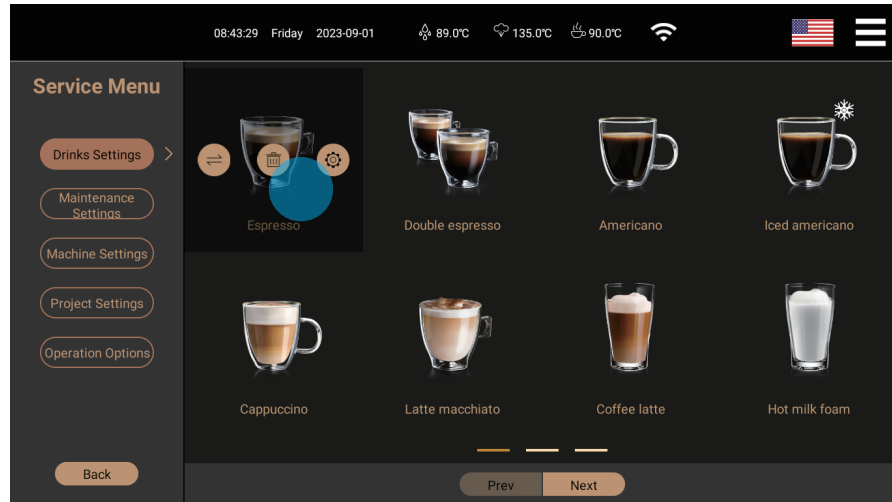 08:43:29 Friday 2023-09-01 89.0℃ 135.0℃ 90.0℃
Service Menu
Drinks Settings
Maintenance
Settings
Machine Settings
Project Settings
Operation Options
Back
Espresso
Double espresso
Americano
Iced americano
Cappuccino
Latte macchiato
Coffee latte
Hot milk foam
Prev
Next